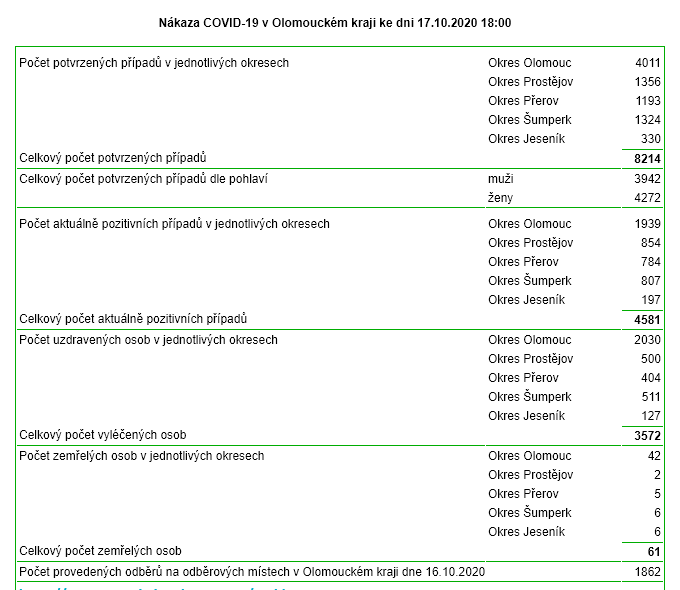 Nákaza COVID-19 v Olomouckém kraji ke dni 17.10.2020 18:00
Počet potvrzených případů v jednotlivých okresech Okres Olomouc 4011
Okres Prostějov 1356
Okres Přerov 1193
Okres Šumperk 1324
Okres Jeseník 330
Celkový počet potvrzených případů 8214
Celkový počet potvrzených případů dle pohlaví muži 3942
ženy 4272
Počet aktuálně pozitivních případů v jednotlivých okresech Okres Olomouc 1939
Okres Prostějov 854
Okres Přerov 784
Okres Šumperk 807
Okres Jeseník 197
Celkový počet aktuálně pozitivních případů 4581
Počet uzdravených osob v jednotlivých okresech Okres Olomouc 2030
Okres Prostějov 500
Okres Přerov 404
Okres Šumperk 511
Okres Jeseník 127
Celkový počet vyléčených osob 3572
Počet zemřelých osob v jednotlivých okresech Okres Olomouc 42
Okres Prostějov 2
Okres Přerov 5
Okres Šumperk 6
Okres Jeseník 6
Celkový počet zemřelých osob 61
Počet provedených odběrů na odběrových místech v Olomouckém kraji dne 16.10.2020 1862